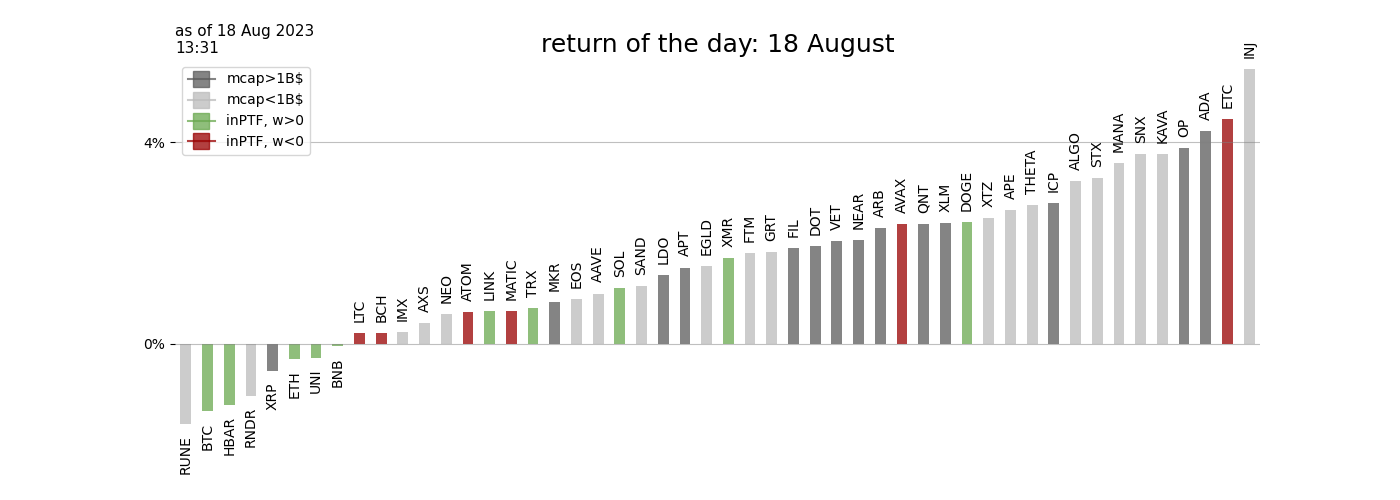 as of 18 Aug 2023
13:31
return of the day: 18 August
mcap>1B$
mcap<1B$
inPTF, w>0
inPTF, w<0
4%
0%
RUNE
BTC
HBAR
RNDR
XRP
ETH
UNI
BNB
LTC
BCH
IMX
AXS
NEO
ATOM
LINK
MATIC
TRX
MKR
EOS
AAVE
SOL
SAND
LDO
APT
EGLD
XMR
FTM
GRT
FIL
DOT
VET
NEAR
ARB
AVAX
QNT
XLM
DOGE
XTZ
APE
THETA
ICP
ALGO
STX
MANA
SNX
KAVA
OP
ADA
ETC
INJ